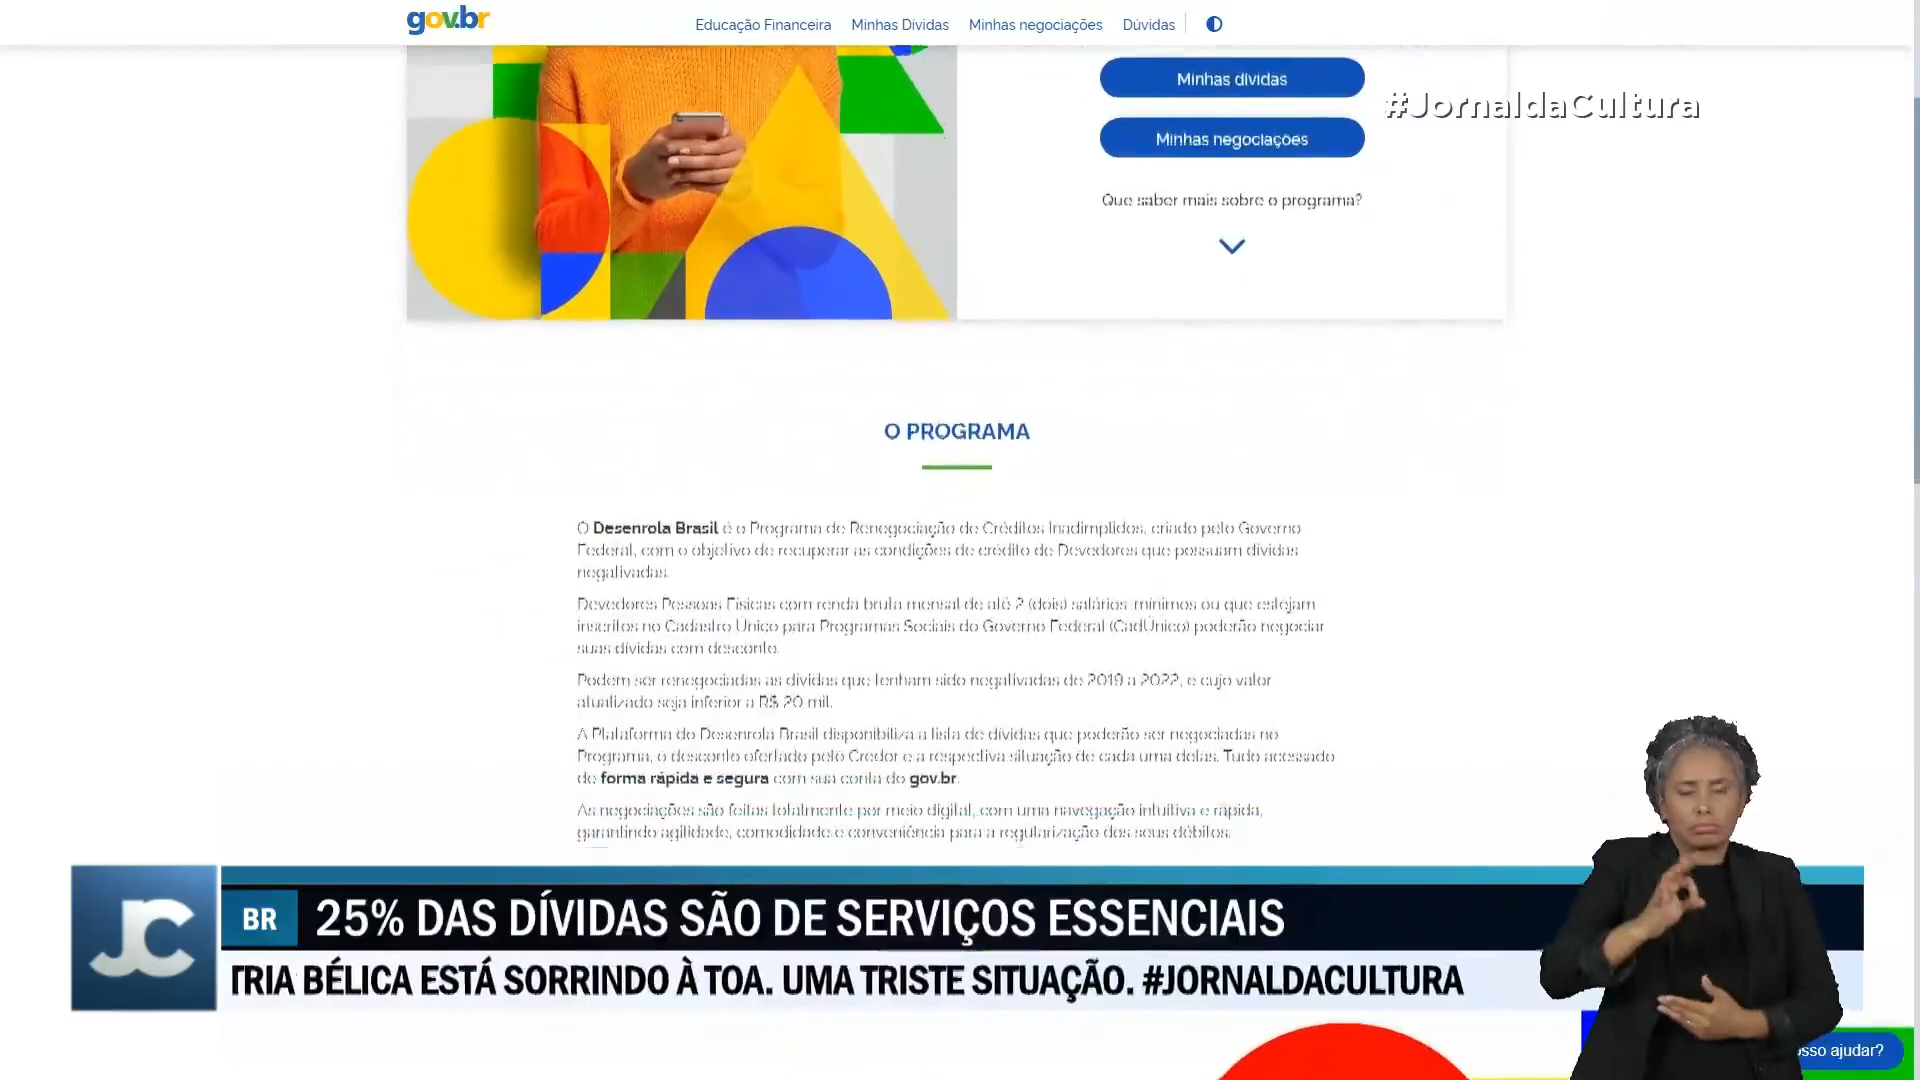 gov.br
Educação Financeira Minhas Dívidas Minhas negociações Dúvidas
Minhas dívidas
#JornaldaCultura
Minhas negociações
Que saber mais sobre o programa?
O PROGRAMA
O Desenrola Brasil é o Programa de Renegociação de Créditos Inadimplidos, criado pelo Governo
Federal, com o objetivo de recuperar as condições de crédito de Devedores que possuam dívidas
negativadas.
Devedores Pessoas Físicas com renda bruta mensal de até 2 (dois) salários mínimos ou que estejam
inscritos no Cadastro Único para Programas Sociais do Governo Federal (CadÚnico) poderão negociar
suas dívidas com desconto.
Podem ser renegociadas as dívidas que tenham sido negativadas de 2019 a 2022, e cujo valor
atualizado seja inferior a R$ 20 mil.
A Plataforma do Desenrola Brasil disponibiliza a lista de dívidas que poderão ser negociadas no
Programa, o desconto ofertado pelo Credor e a respectiva situação de cada uma delas. Tudo acessado
de forma rápida e segura com sua conta do gov.br.
As negociações são feitas totalmente por meio digital, com uma navegação intuitiva e rápida,
garantindo agilidade, comodidade e conveniência para a regularização dos seus débitos.
JC
BR 25% DAS DÍVIDAS SÃO DE SERVIÇOS ESSENCIAIS
TRIA BÉLICA ESTÁ SORRINDO À TOA. UMA TRISTE SITUAÇÃO. #JORNALDACULTURA
osso ajudar?